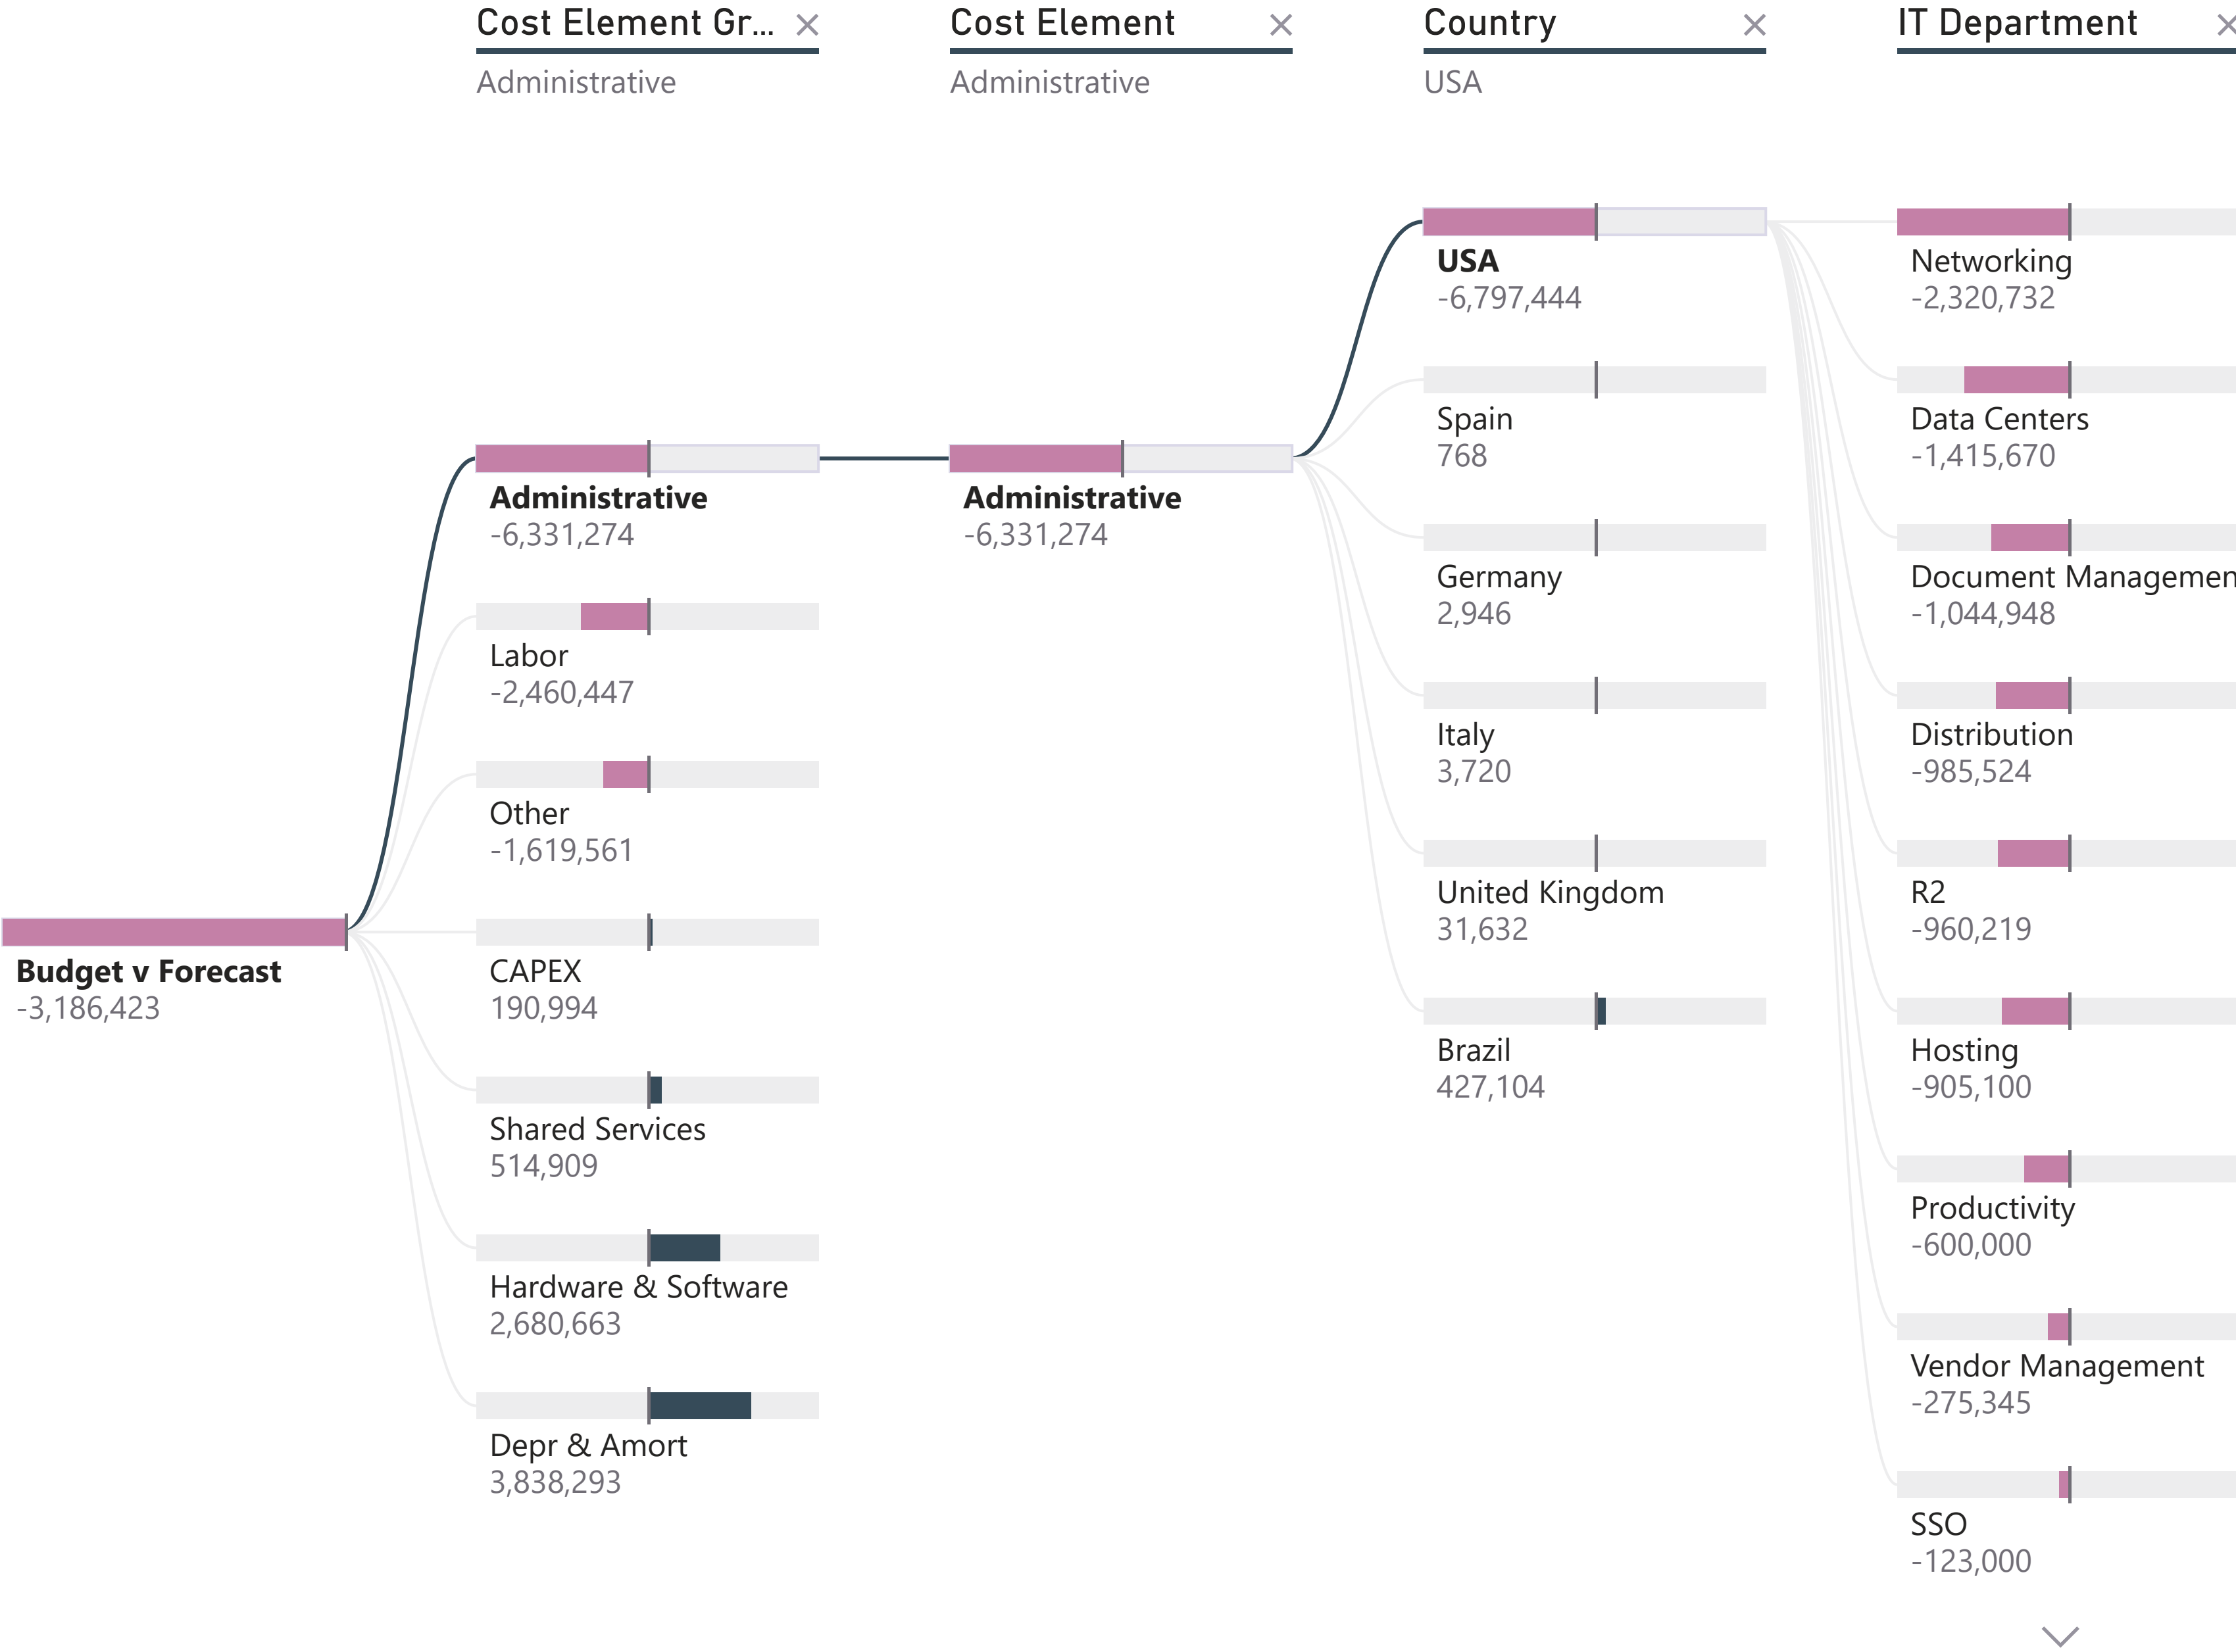 Cost Element Gr...
Cost Element
Country
IT Department
Administrative
Administrative
USA
Budget v Forecast
-3,186,423
Administrative
-6,331,274
Labor
-2,460,447
Other
-1,619,561
CAPEX
190,994
Shared Services
514,909
Hardware & Software
2,680,663
Depr & Amort
3,838,293
Administrative
-6,331,274
USA
-6,797,444
Spain
768
Germany
2,946
Italy
3,720
United Kingdom
31,632
Brazil
427,104
Networking
-2,320,732
Data Centers
-1,415,670
Document Managemen
-1,044,948
Distribution
-985,524
R2
-960,219
Hosting
-905,100
Productivity
-600,000
Vendor Management
-275,345
SSO
-123,000